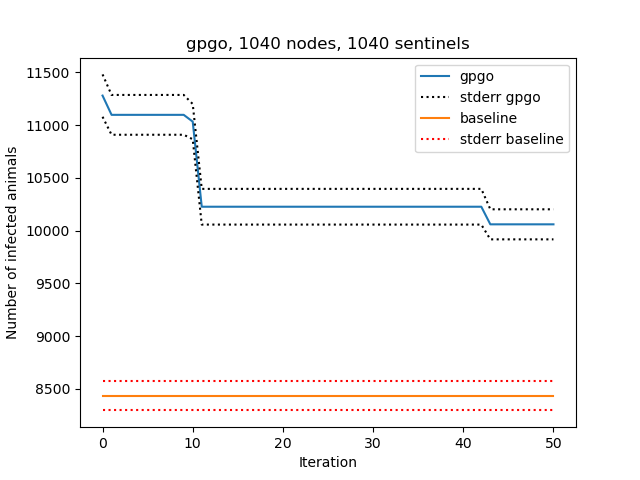 gpgo, 1040 nodes, 1040 sentinels
gpgo
stderr gpgo
baseline
stderr baseline
Number of infected animals
11500
11000
10500
10000
9500
9000
8500
0 10 20 30 40 50
Iteration